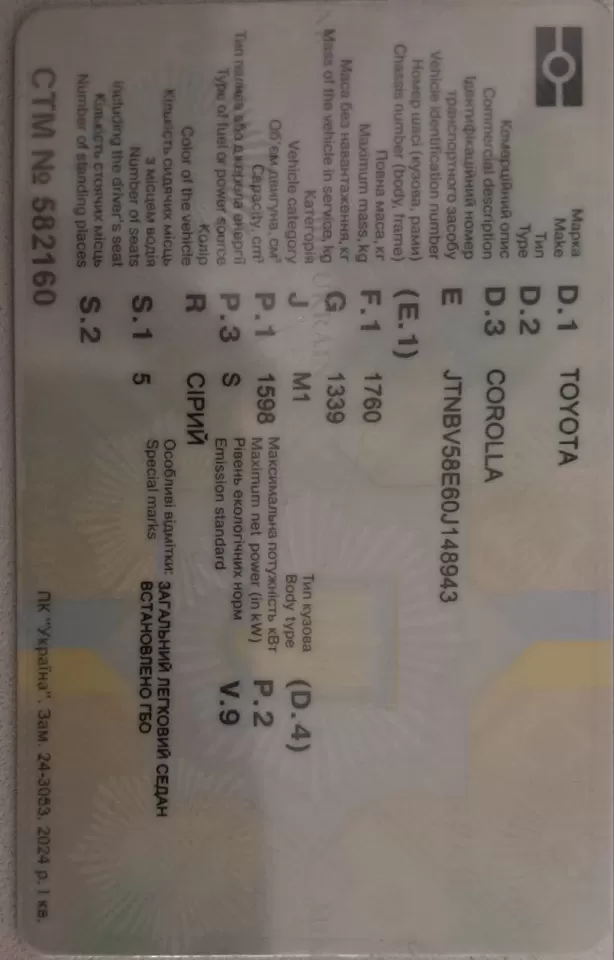 Марка D.1 TOYOTA
Make
Тип D.2
Type
Комерційний опис D.3 COROLLA
Commercial description
Ідентифікаційний номер
транспортного засобу E JTNBV58E60J148943
Vehicle identification number
Номер шасі (кузова, рами) (E.1)
Chassis number (body, frame)
Повна маса, кг F.1 1760
Maximum mass, kg
Маса без навантаження, кг G 1339
Mass of the vehicle in service, kg
Категорія J M1 Тип кузова (D.4)
Vehicle category Body type
Об'єм двигуна, см³ P.1 1598 Максимальна потужність кВт P.2
Capacity, cm³ Maximum net power (in kW)
Тип палива або джерела енергії P.3 S Рівень екологічних норм V.9
Type of fuel or power source Emission standard
Колір R СІРИЙ
Color of the vehicle
Кількість сидячих місць
з місцем водія S.1 5 Особливі відмітки: ЗАГАЛЬНИЙ ЛЕГКОВИЙ СЕДАН
Number of seats Special marks ВСТАНОВЛЕНО ГБО
including the driver's seat
Кількість стоячих місць S.2
Number of standing places
СТМ № 582160
ПК "Україна". Зам. 24-3083. 2024 р. І кв.